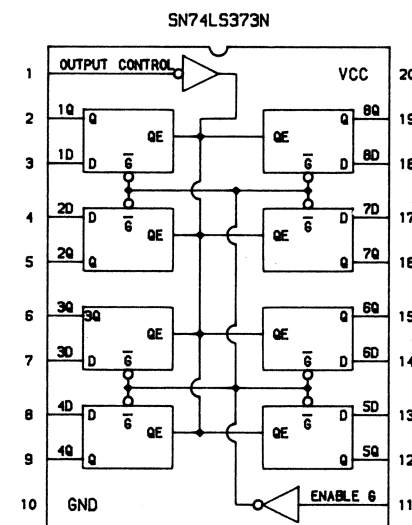 SN74LS373N
1 OUTPUT CONTROL VCC 20
2 1Q Q QE QE Q 8Q 19
3 1D D G G D 8D 18
4 2D D G G D 7D 17
5 2Q Q QE QE Q 7Q 16
6 3Q 3Q QE QE Q 6Q 15
7 3D D G G D 6D 14
8 4D D G G D 5D 13
9 4Q Q QE QE Q 5Q 12
10 GND ENABLE G 11